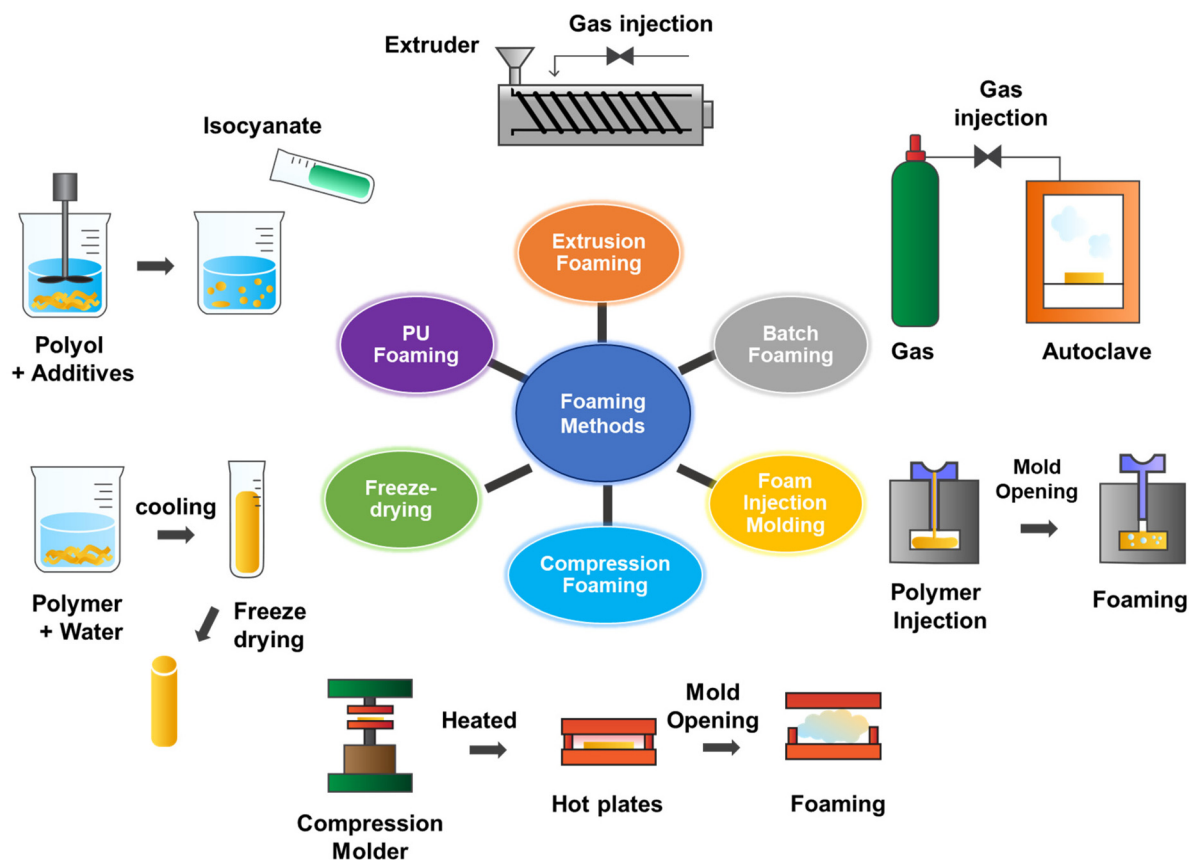 Extruder
Gas injection
Isocyanate
Polyol
+ Additives
Gas
injection
Gas
Autoclave
Extrusion
Foaming
PU
Foaming
Batch
Foaming
Foaming
Methods
Freeze-
drying
Foam
Injection
Molding
Compression
Foaming
cooling
Polymer
+ Water
Freeze
drying
Mold
Opening
Polymer
Injection
Foaming
Heated
Mold
Opening
Compression
Molder
Hot plates
Foaming